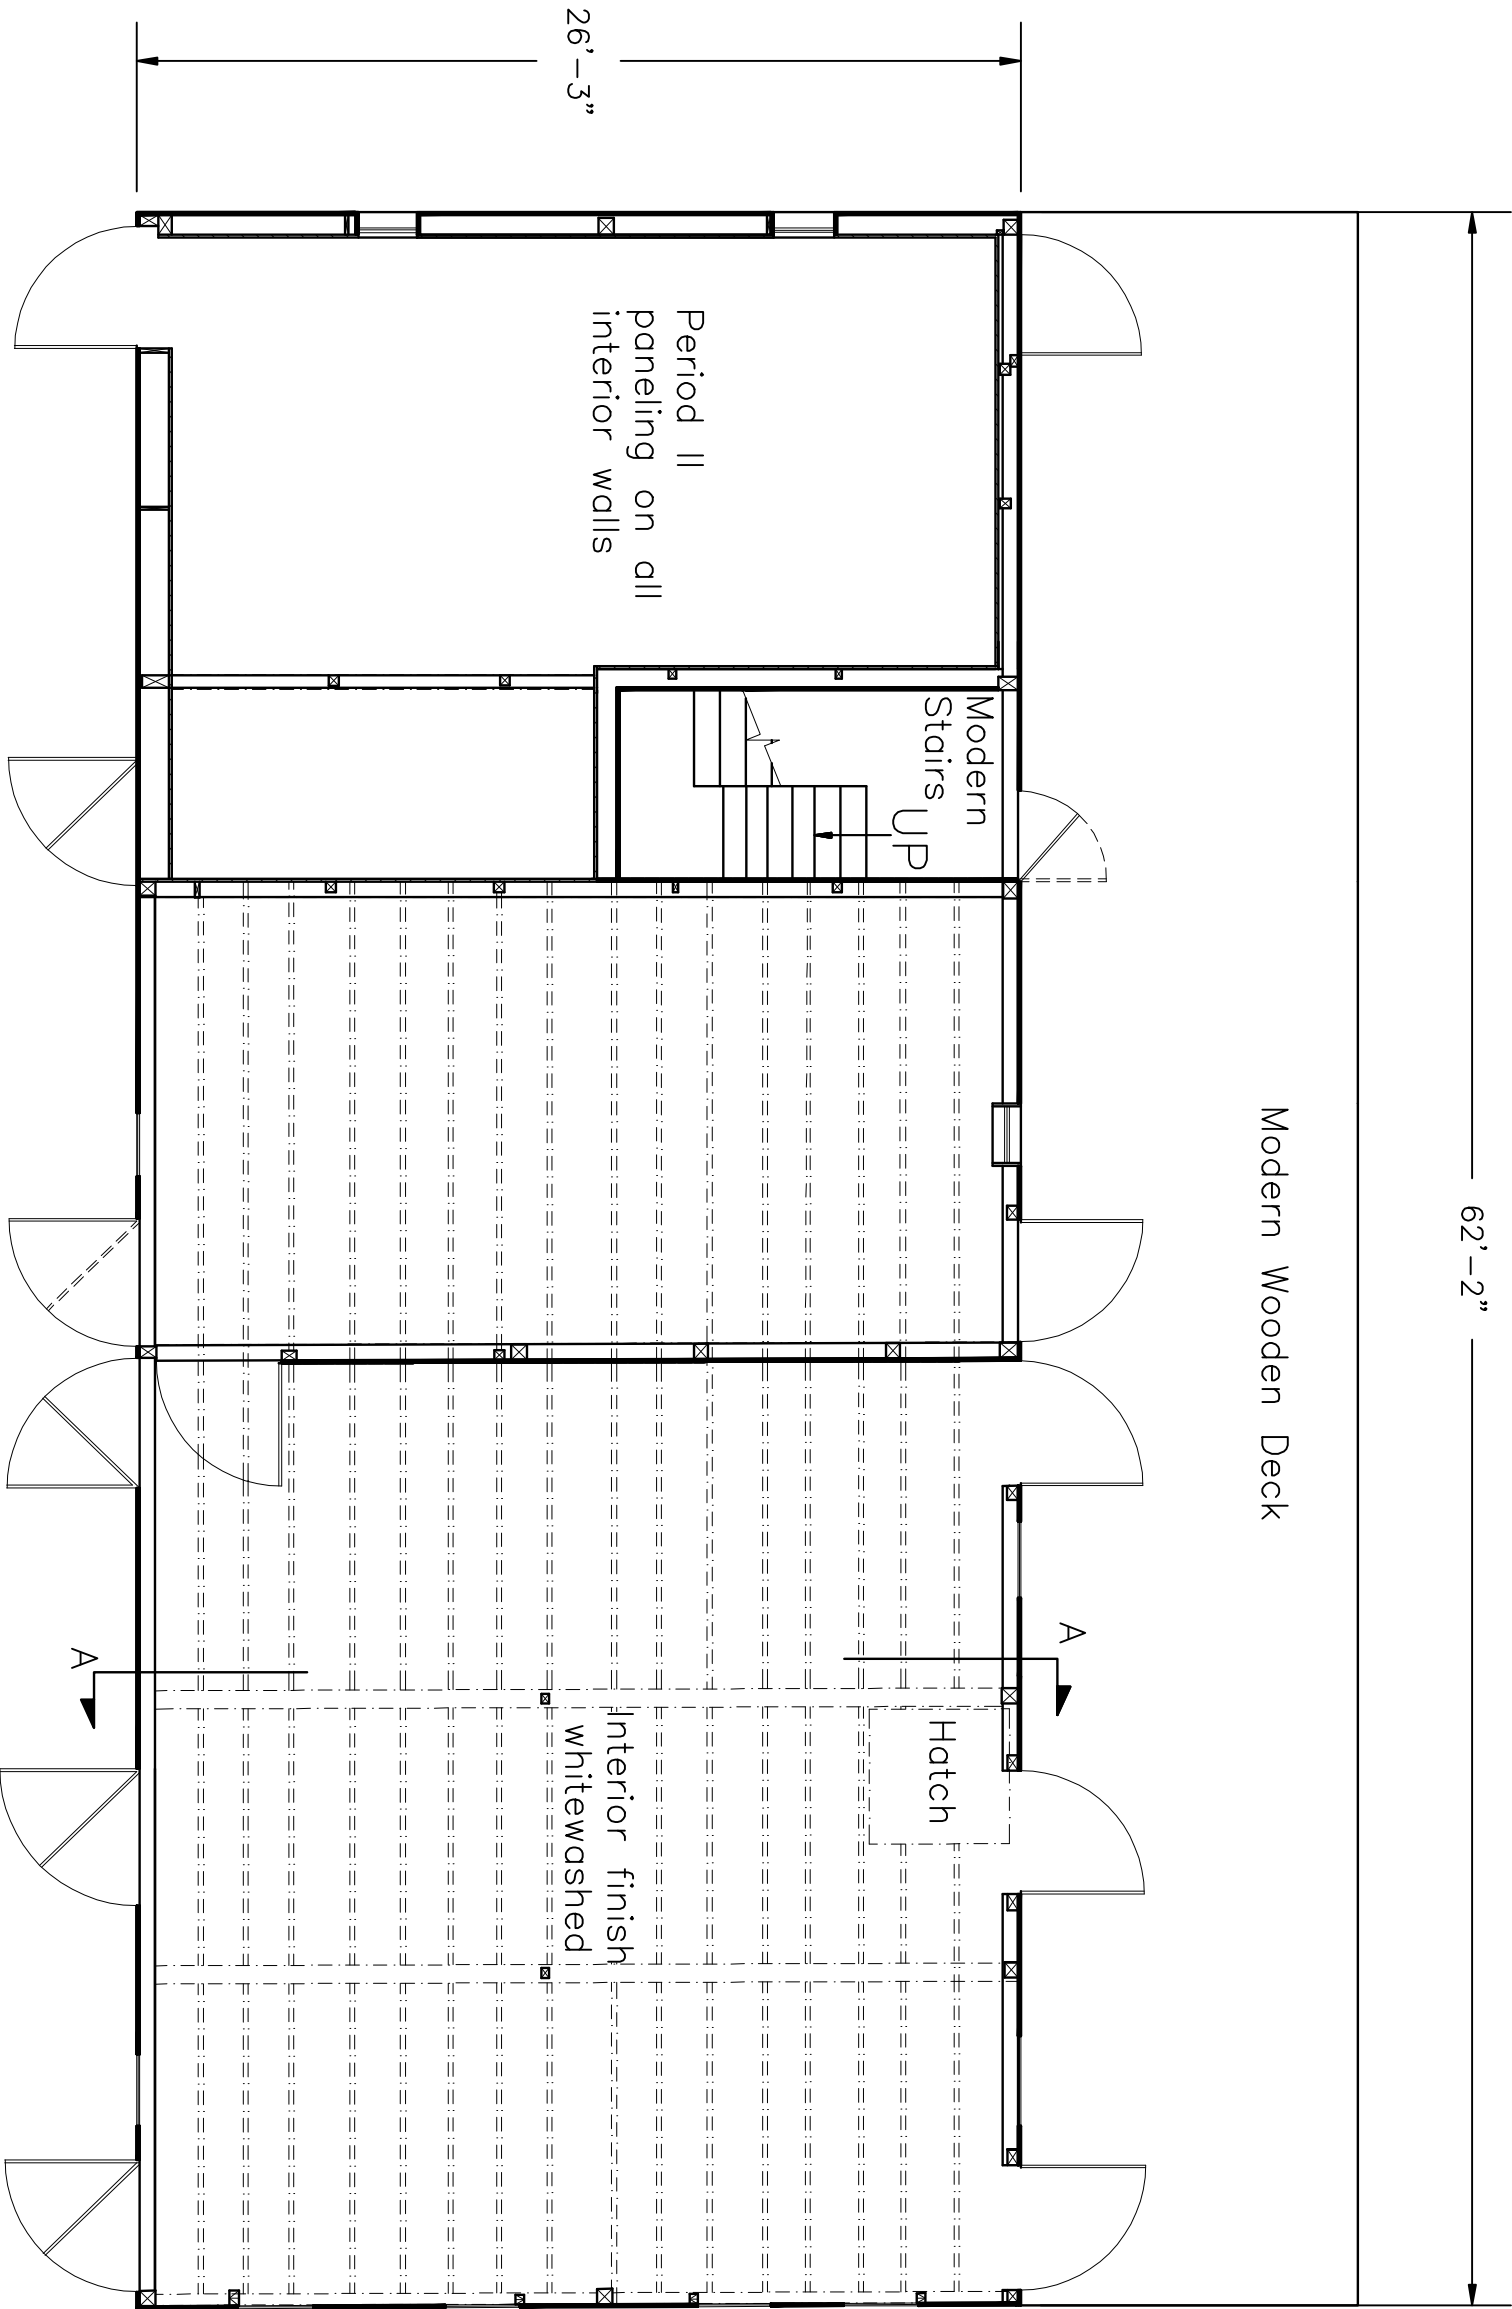 62'-2"
Modern Wooden Deck
26'-3"
Period II
paneling on all
interior walls
Modern
Stairs
UP
A
A
Hatch
Interior finish
whitewashed